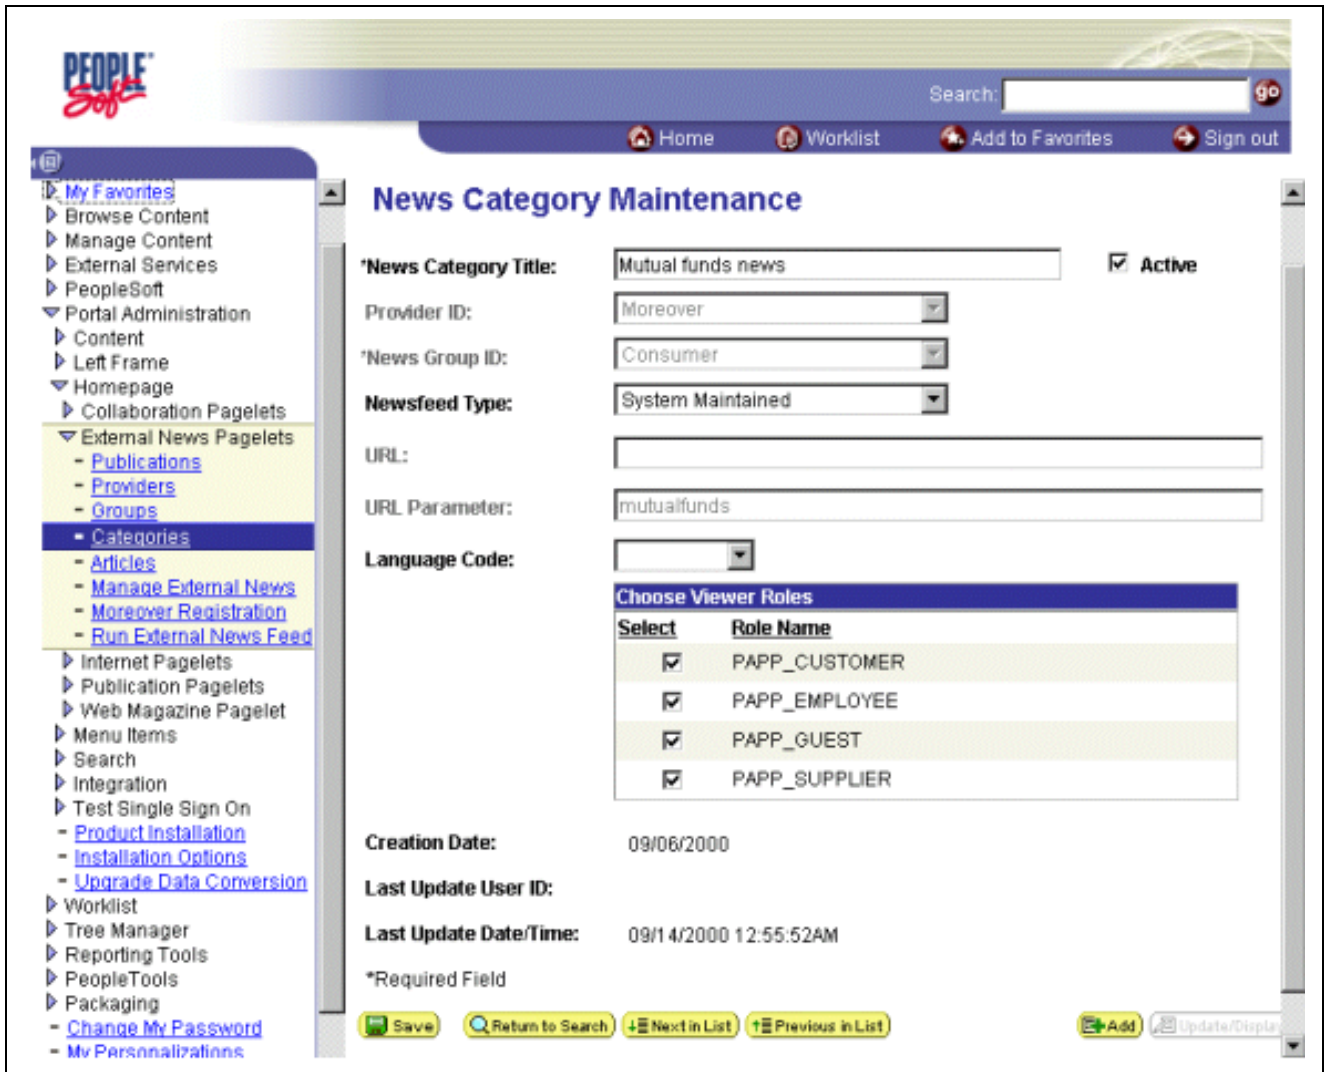 PEOPLE
Soft
Search:
go
Home
Worklist
Add to Favorites
Sign out
My Favorites
Browse Content
Manage Content
External Services
PeopleSoft
Portal Administration
Content
Left Frame
Homepage
Collaboration Pagelets
External News Pagelets
- Publications
- Providers
- Groups
- Categories
- Articles
- Manage External News
- Moreover Registration
- Run External News Feed
Internet Pagelets
Publication Pagelets
Web Magazine Pagelet
Menu Items
Search
Integration
Test Single Sign On
- Product Installation
- Installation Options
- Upgrade Data Conversion
Worklist
Tree Manager
Reporting Tools
PeopleTools
Packaging
- Change My Password
- My Personalizations
News Category Maintenance
*News Category Title: Mutual funds news Active
Provider ID: Moreover
*News Group ID: Consumer
Newsfeed Type: System Maintained
URL:
URL Parameter: mutualfunds
Language Code:
Choose Viewer Roles
Select Role Name
PAPP_CUSTOMER
PAPP_EMPLOYEE
PAPP_GUEST
PAPP_SUPPLIER
Creation Date: 09/06/2000
Last Update User ID:
Last Update Date/Time: 09/14/2000 12:55:52AM
*Required Field
Save Return to Search Next in List Previous in List Add Update/Display